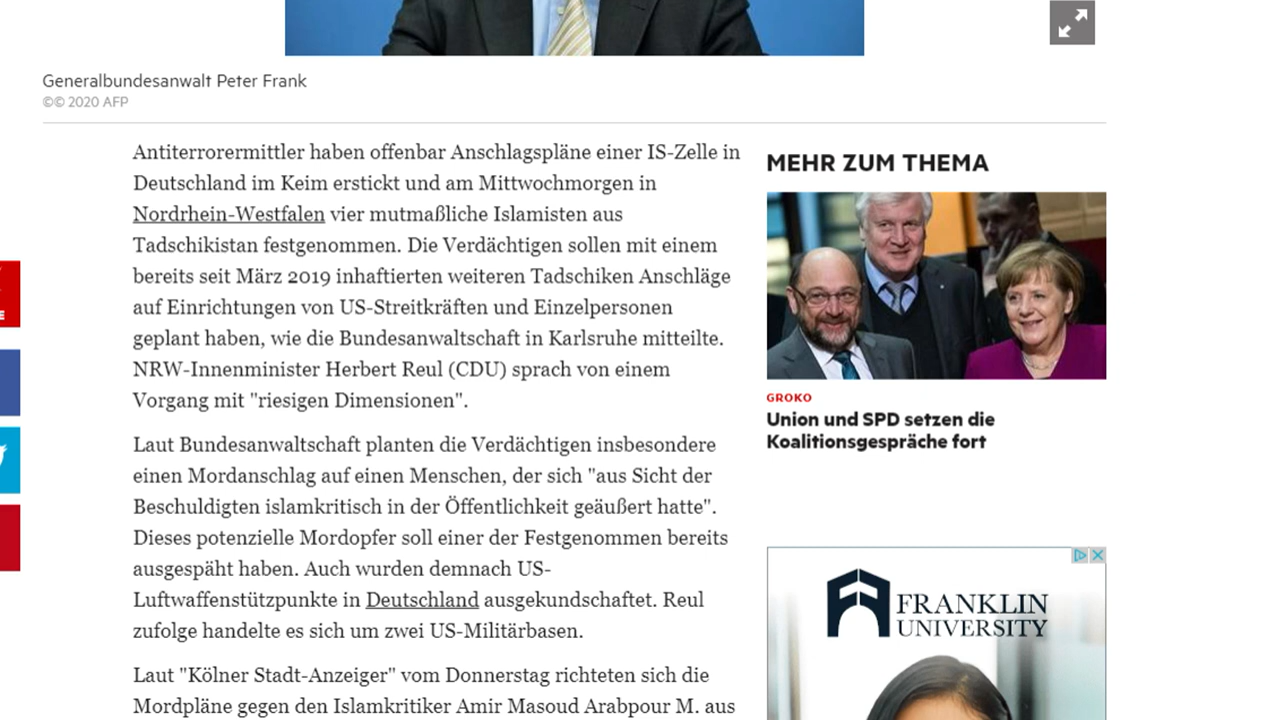 Generalbundesanwalt Peter Frank
©© 2020 AFP
Antiterrorermittler haben offenbar Anschlagspläne einer IS-Zelle in
Deutschland im Keim erstickt und am Mittwochmorgen in
Nordrhein-Westfalen vier mutmaßliche Islamisten aus
Tadschikistan festgenommen. Die Verdächtigen sollen mit einem
bereits seit März 2019 inhaftierten weiteren Tadschiken Anschläge
auf Einrichtungen von US-Streitkräften und Einzelpersonen
geplant haben, wie die Bundesanwaltschaft in Karlsruhe mitteilte.
NRW-Innenminister Herbert Reul (CDU) sprach von einem
Vorgang mit "riesigen Dimensionen".
Laut Bundesanwaltschaft planten die Verdächtigen insbesondere
einen Mordanschlag auf einen Menschen, der sich "aus Sicht der
Beschuldigten islamkritisch in der Öffentlichkeit geäußert hatte".
Dieses potenzielle Mordopfer soll einer der Festgenommen bereits
ausgespäht haben. Auch wurden demnach US-
Luftwaffenstützpunkte in Deutschland ausgekundschaftet. Reul
zufolge handelte es sich um zwei US-Militärbasen.
Laut "Kölner Stadt-Anzeiger" vom Donnerstag richteten sich die
Mordpläne gegen den Islamkritiker Amir Masoud Arabpour M. aus
MEHR ZUM THEMA
GROKO
Union und SPD setzen die
Koalitionsgespräche fort
FRANKLIN
UNIVERSITY
E